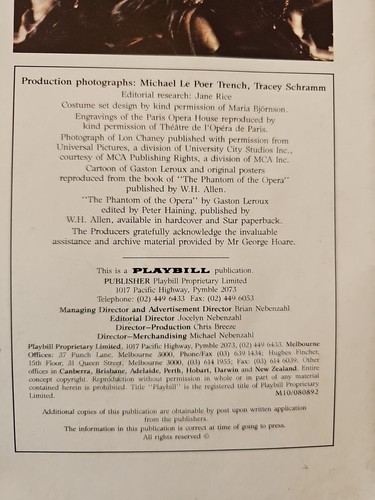 Production photographs: Michael Le Poer Trench, Tracey Schramm
Editorial research: Jane Rice
Costume set design by kind permission of Maria Björnson.
Engravings of the Paris Opera House reproduced by
kind permission of Théâtre de l'Opéra de Paris.
Photograph of Lon Chaney published with permission from
Universal Pictures, a division of University City Studios Inc.,
courtesy of MCA Publishing Rights, a division of MCA Inc.
Cartoon of Gaston Leroux and original posters
reproduced from the book of "The Phantom of the Opera"
published by W.H. Allen.
"The Phantom of the Opera" by Gaston Leroux
edited by Peter Haining, published by
W.H. Allen, available in hardcover and Star paperback.
The Producers gratefully acknowledge the invaluable
assistance and archive material provided by Mr George Hoare.
This is a PLAYBILL publication.
PUBLISHER Playbill Proprietary Limited
1017 Pacific Highway, Pymble 2073
Telephone: (02) 449 6433 Fax: (02) 449 6053
Managing Director and Advertisement Director Brian Nebenzahl
Editorial Director Jocelyn Nebenzahl
Director—Production Chris Breeze
Director—Merchandising Michael Nebenzahl
Playbill Proprietary Limited, 1017 Pacific Highway, Pymble 2073, (02) 449 6433. Melbourne
Offices: 37 Punch Lane, Melbourne 3000, Phone/Fax (03) 639 1434; Hughes Fincher,
15th Floor, 31 Queen Street, Melbourne 3000, (03) 614 1955; Fax: (03) 614 6039. Other
offices in Canberra, Brisbane, Adelaide, Perth, Hobart, Darwin and New Zealand. Entire
concept copyright. Reproduction without permission in whole or in part of any material
contained herein is prohibited. Title "Playbill" is the registered title of Playbill Proprietary
Limited.
M10/080892
Additional copies of this publication are obtainable by post upon written application
from the publishers.
The information in this publication is correct at time of going to press.
All rights reserved ©